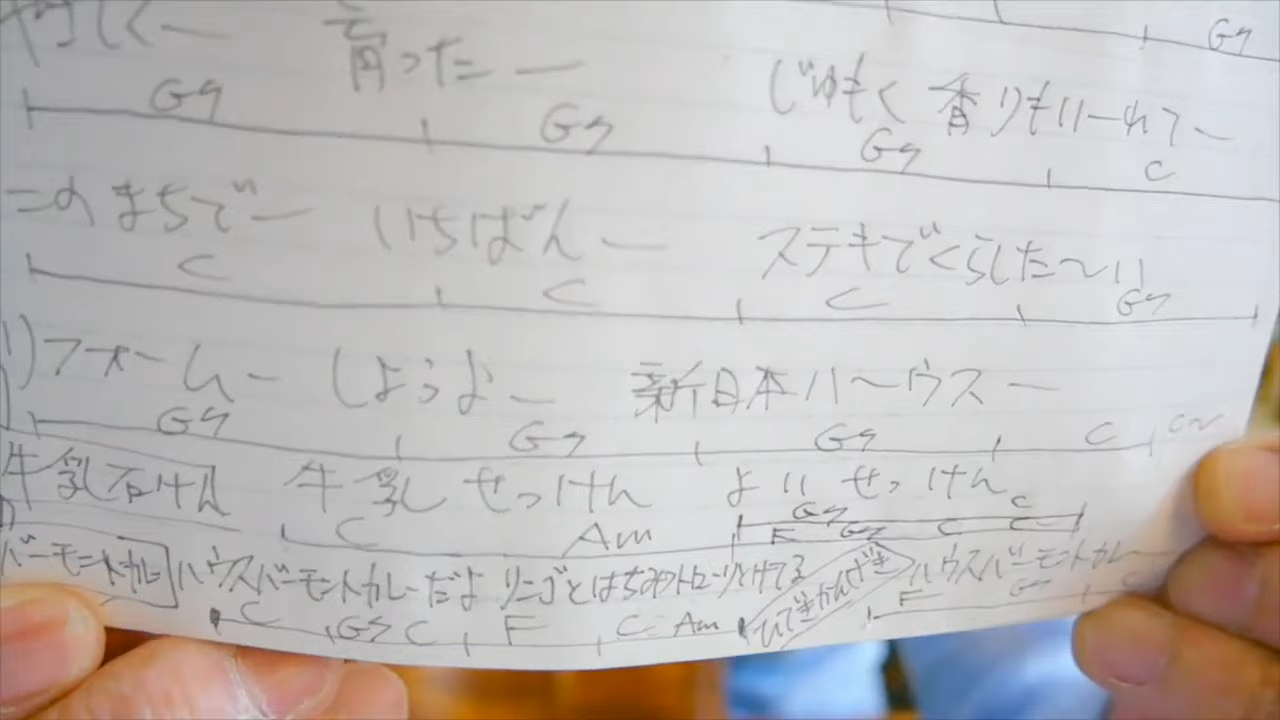 G7
育ったー じゅもく 香りもいーれてー
G7 G7 G7 C
このまちでー いちばんー ステキでくらした〜い
C C C G7
リフォームーしようよー 新日本ハ〜ウスー
G7 G7 G7 C C〜
牛乳石けん 牛乳せっけん よいせっけん
C Am G7 C
F G7 C C
バーモントカレー ハウスバーモントカレーだよ リンゴとはちみつトローリとけてる ひできかんげき ハウスバーモントカレー
C G7 C F C Am F G7 C